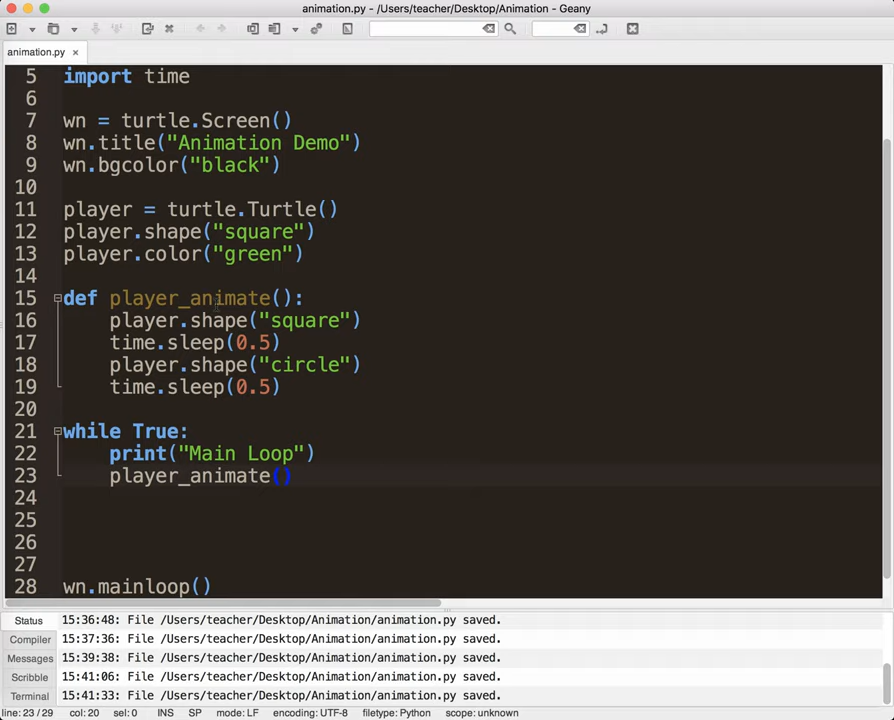 animation.py - /Users/teacher/Desktop/Animation - Geany
animation.py ×
5 import time
6
7 wn = turtle.Screen()
8 wn.title("Animation Demo")
9 wn.bgcolor("black")
10
11 player = turtle.Turtle()
12 player.shape("square")
13 player.color("green")
14
15 def player_animate():
16 player.shape("square")
17 time.sleep(0.5)
18 player.shape("circle")
19 time.sleep(0.5)
20
21 while True:
22 print("Main Loop")
23 player_animate()
24
25
26
27
28 wn.mainloop()
Status 15:36:48: File /Users/teacher/Desktop/Animation/animation.py saved.
Compiler 15:37:36: File /Users/teacher/Desktop/Animation/animation.py saved.
Messages 15:39:38: File /Users/teacher/Desktop/Animation/animation.py saved.
Scribble 15:41:06: File /Users/teacher/Desktop/Animation/animation.py saved.
Terminal 15:41:33: File /Users/teacher/Desktop/Animation/animation.py saved.
line: 23 / 29 col: 20 sel: 0 INS SP mode: LF encoding: UTF-8 filetype: Python scope: unknown